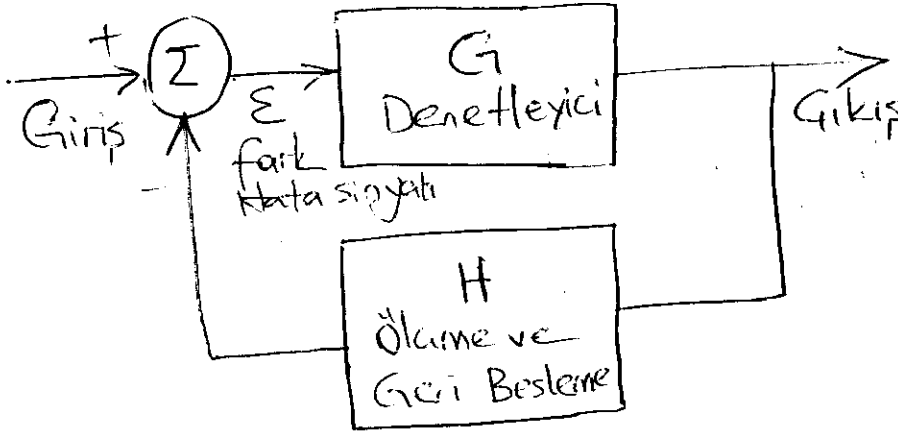 +
Σ
G
Denetleyici
Giriş
ε
fark
Hata sinyali
Çıkış
-
H
Ölçme ve
Geri Besleme